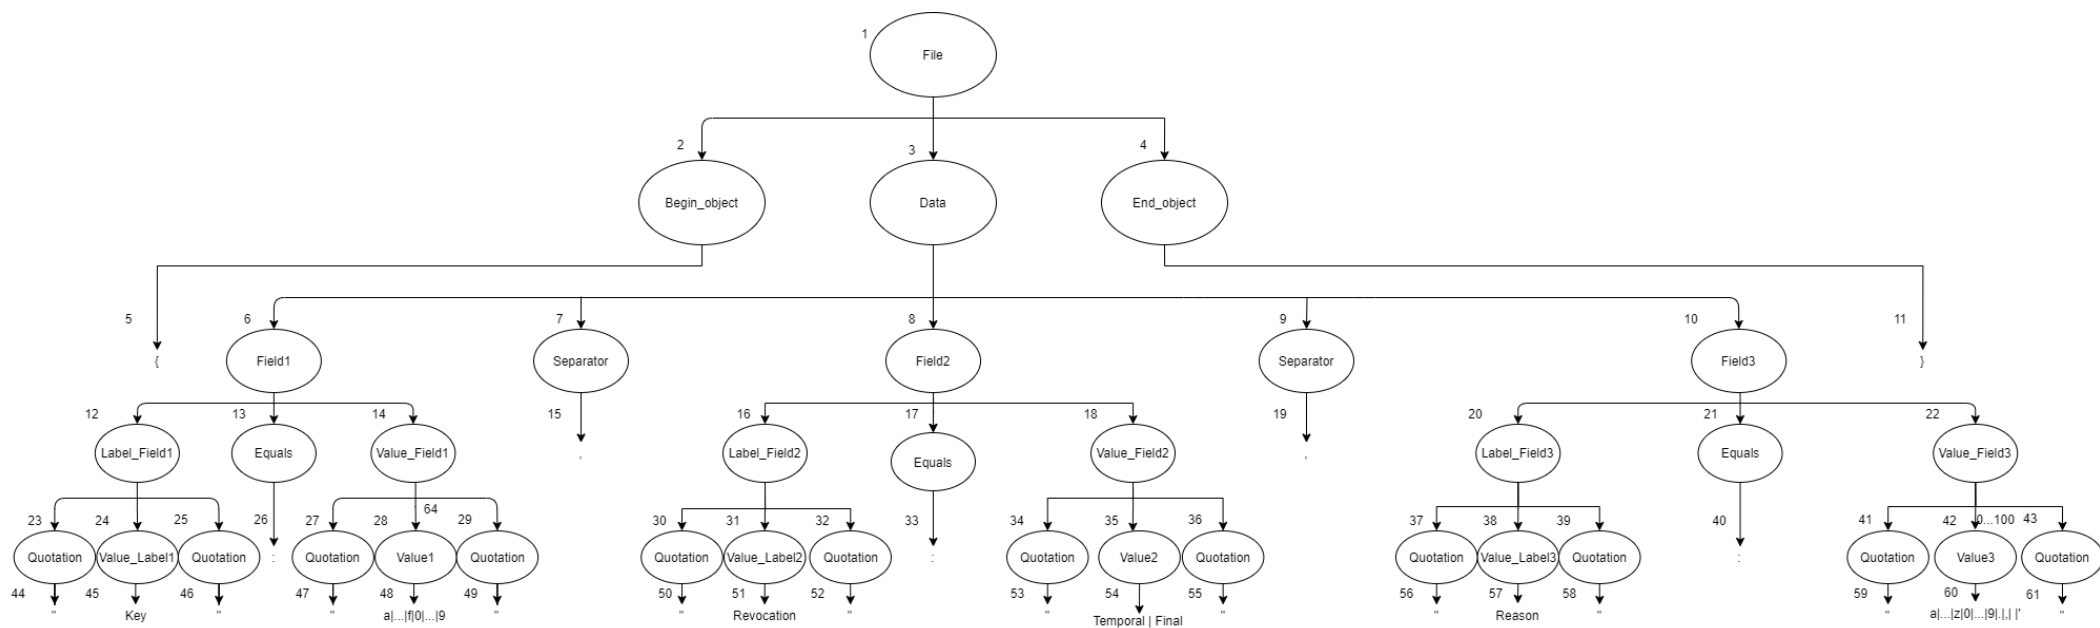 1
File
2
3
4
Begin_object
Data
End_object
5
6
7
8
9
10
11
{
Field1
Separator
Field2
Separator
Field3
}
12
13
14
15
16
17
18
19
20
21
22
Label_Field1
Equals
Value_Field1
,
Label_Field2
Equals
Value_Field2
,
Label_Field3
Equals
Value_Field3
23
24
25
26
27
28
64
29
30
31
32
33
34
35
36
37
38
39
40
41
42
0...100
43
Quotation
Value_Label1
Quotation
:
Quotation
Value1
Quotation
Quotation
Value_Label2
Quotation
:
Quotation
Value2
Quotation
Quotation
Value_Label3
Quotation
:
Quotation
Value3
Quotation
44
45
46
47
48
49
50
51
52
53
54
55
56
57
58
59
60
61
"
Key
"
"
a|...|f|0|...|9
"
"
Revocation
"
"
Temporal | Final
"
"
Reason
"
"
a|...|z|0|...|9|.|,| |'
"